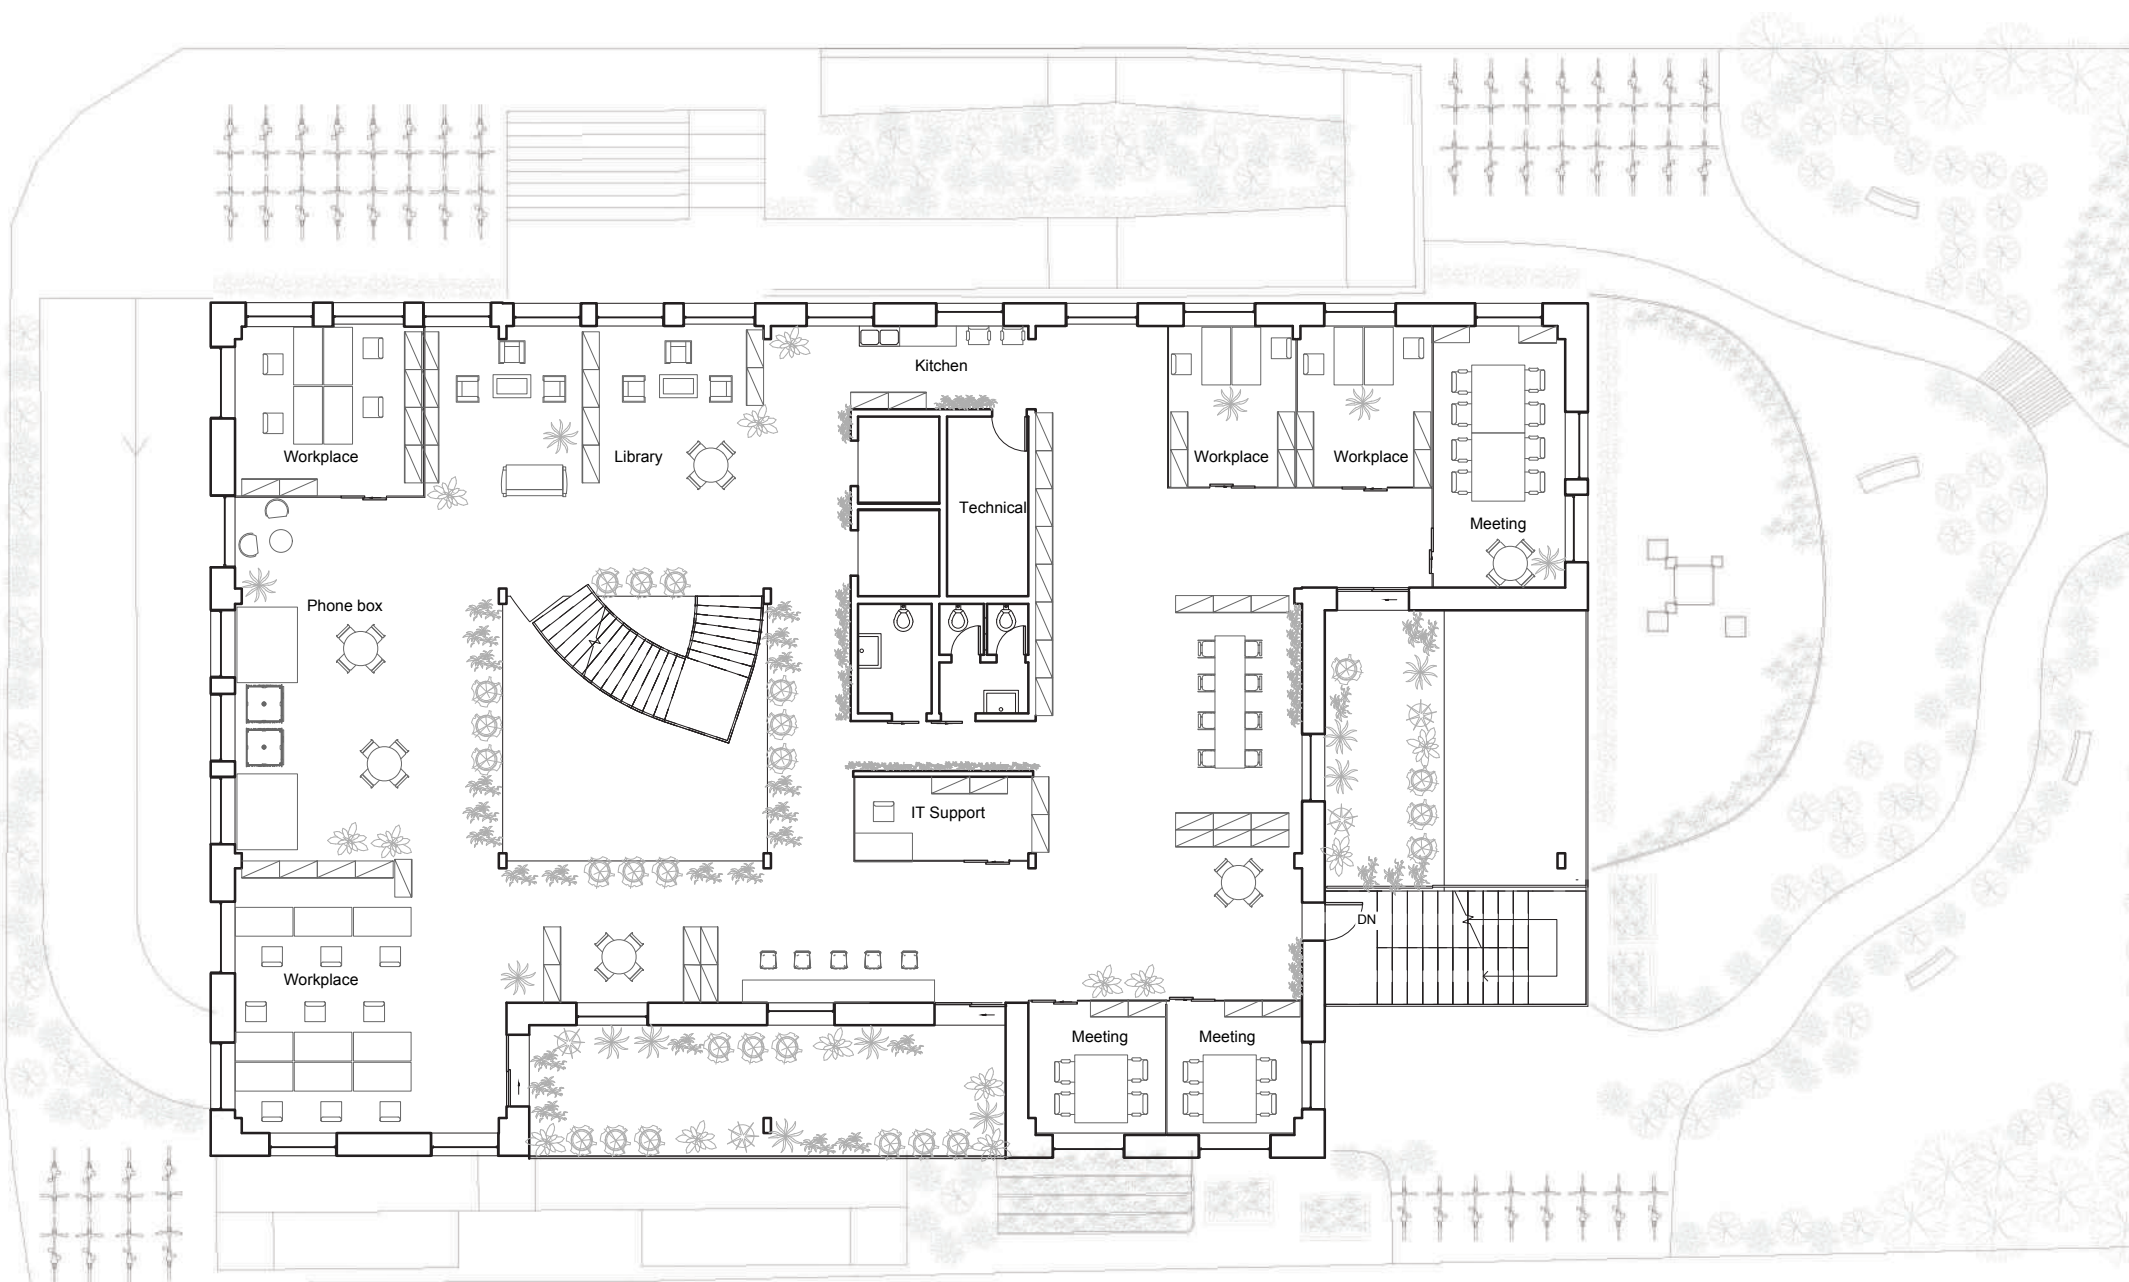 Kitchen
Workplace
Library
Workplace
Workplace
Technical
Meeting
Phone box
IT Support
DN
Workplace
Meeting
Meeting